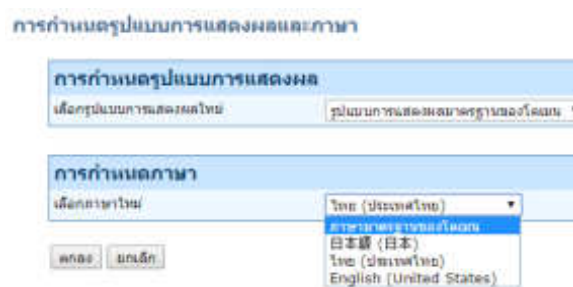 การกำหนดรูปแบบการแสดงผลและภาษา
การกำหนดรูปแบบการแสดงผล
เลือกรูปแบบการแสดงผลใหม่
รูปแบบการแสดงผลมาตรฐานของโดเมน
การกำหนดภาษา
เลือกภาษาใหม่
ไทย (ประเทศไทย)
ภาษามาตรฐานของโดเมน
日本語 (日本)
ไทย (ประเทศไทย)
English (United States)
ตกลง ยกเลิก